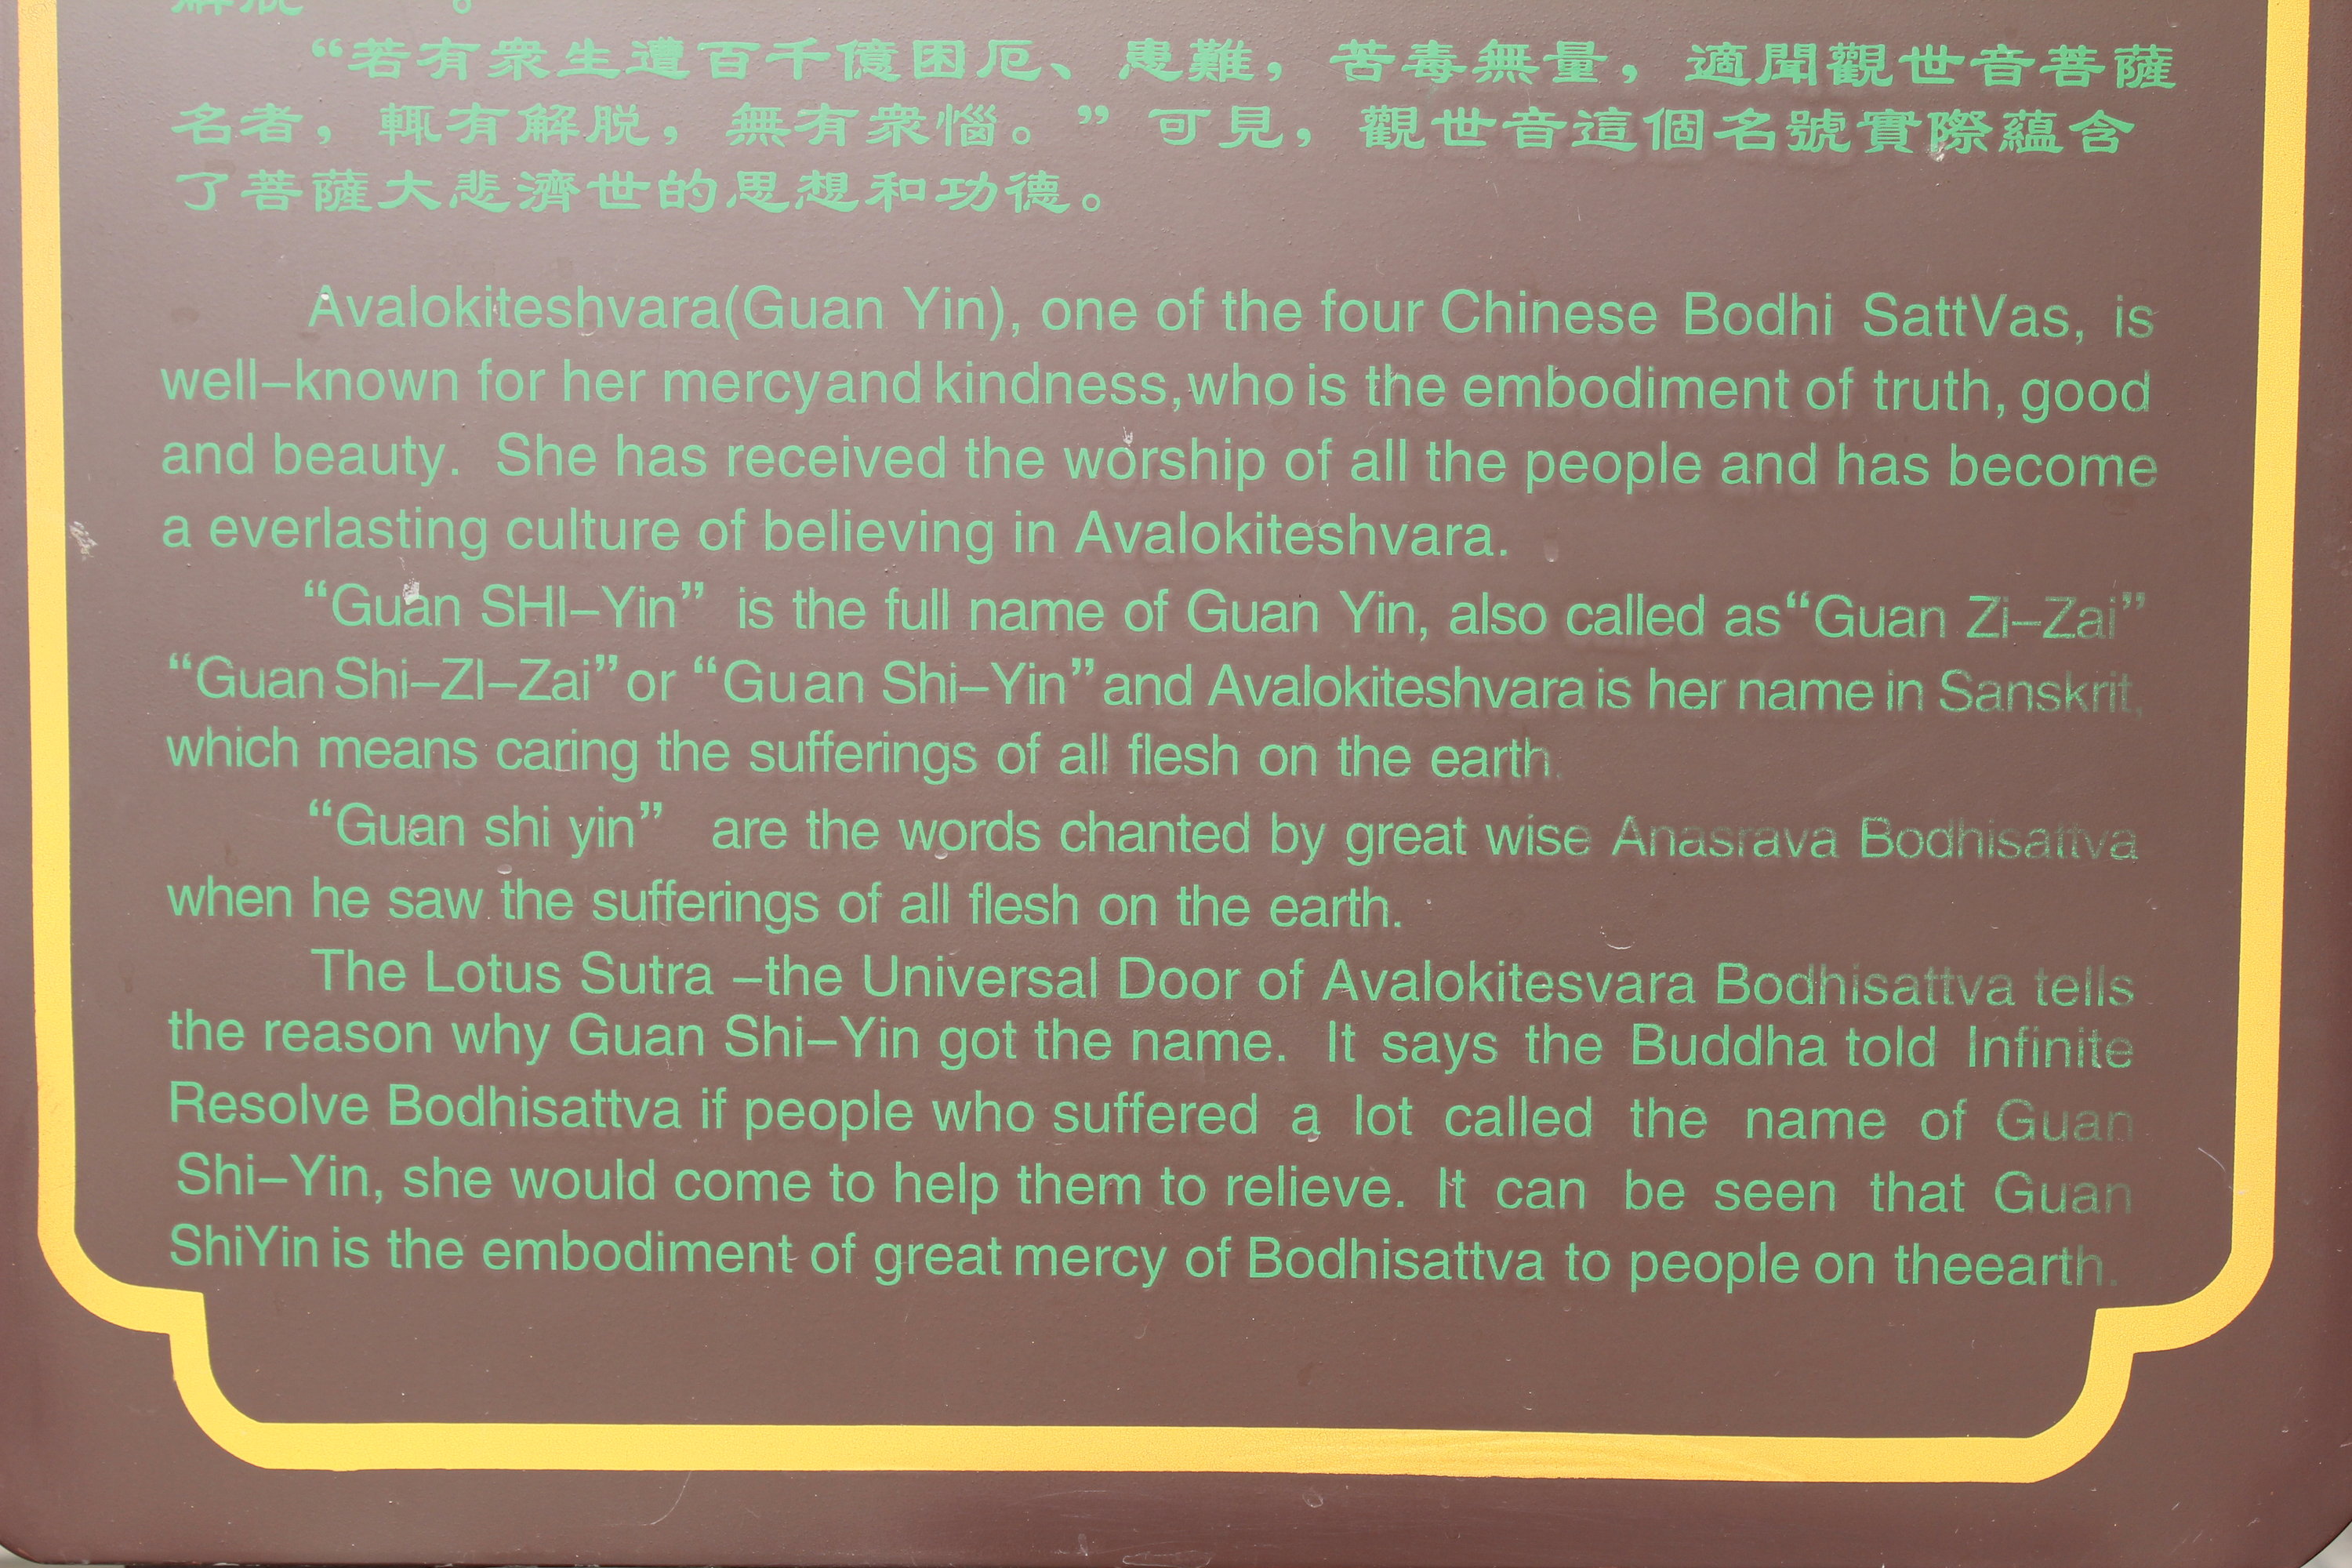 解脱 。
“若有衆生遭百千億困厄、患難，苦毒無量，適聞觀世音菩薩
名者，輒有解脱，無有衆惱。”可見，觀世音這個名號實際蘊含
了菩薩大悲濟世的思想和功德。
Avalokiteshvara(Guan Yin), one of the four Chinese Bodhi SattVas, is
well–known for her mercyand kindness,who is the embodiment of truth, good
and beauty. She has received the worship of all the people and has become
a everlasting culture of believing in Avalokiteshvara.
“Guan SHI–Yin” is the full name of Guan Yin, also called as“Guan Zi–Zai”
“Guan Shi–ZI–Zai”or “Guan Shi–Yin”and Avalokiteshvara is her name in Sanskrit,
which means caring the sufferings of all flesh on the earth.
“Guan shi yin” are the words chanted by great wise Anasrava Bodhisattva
when he saw the sufferings of all flesh on the earth.
The Lotus Sutra –the Universal Door of Avalokitesvara Bodhisattva tells
the reason why Guan Shi–Yin got the name. It says the Buddha told Infinite
Resolve Bodhisattva if people who suffered a lot called the name of Guan
Shi–Yin, she would come to help them to relieve. It can be seen that Guan
ShiYin is the embodiment of great mercy of Bodhisattva to people on theearth.